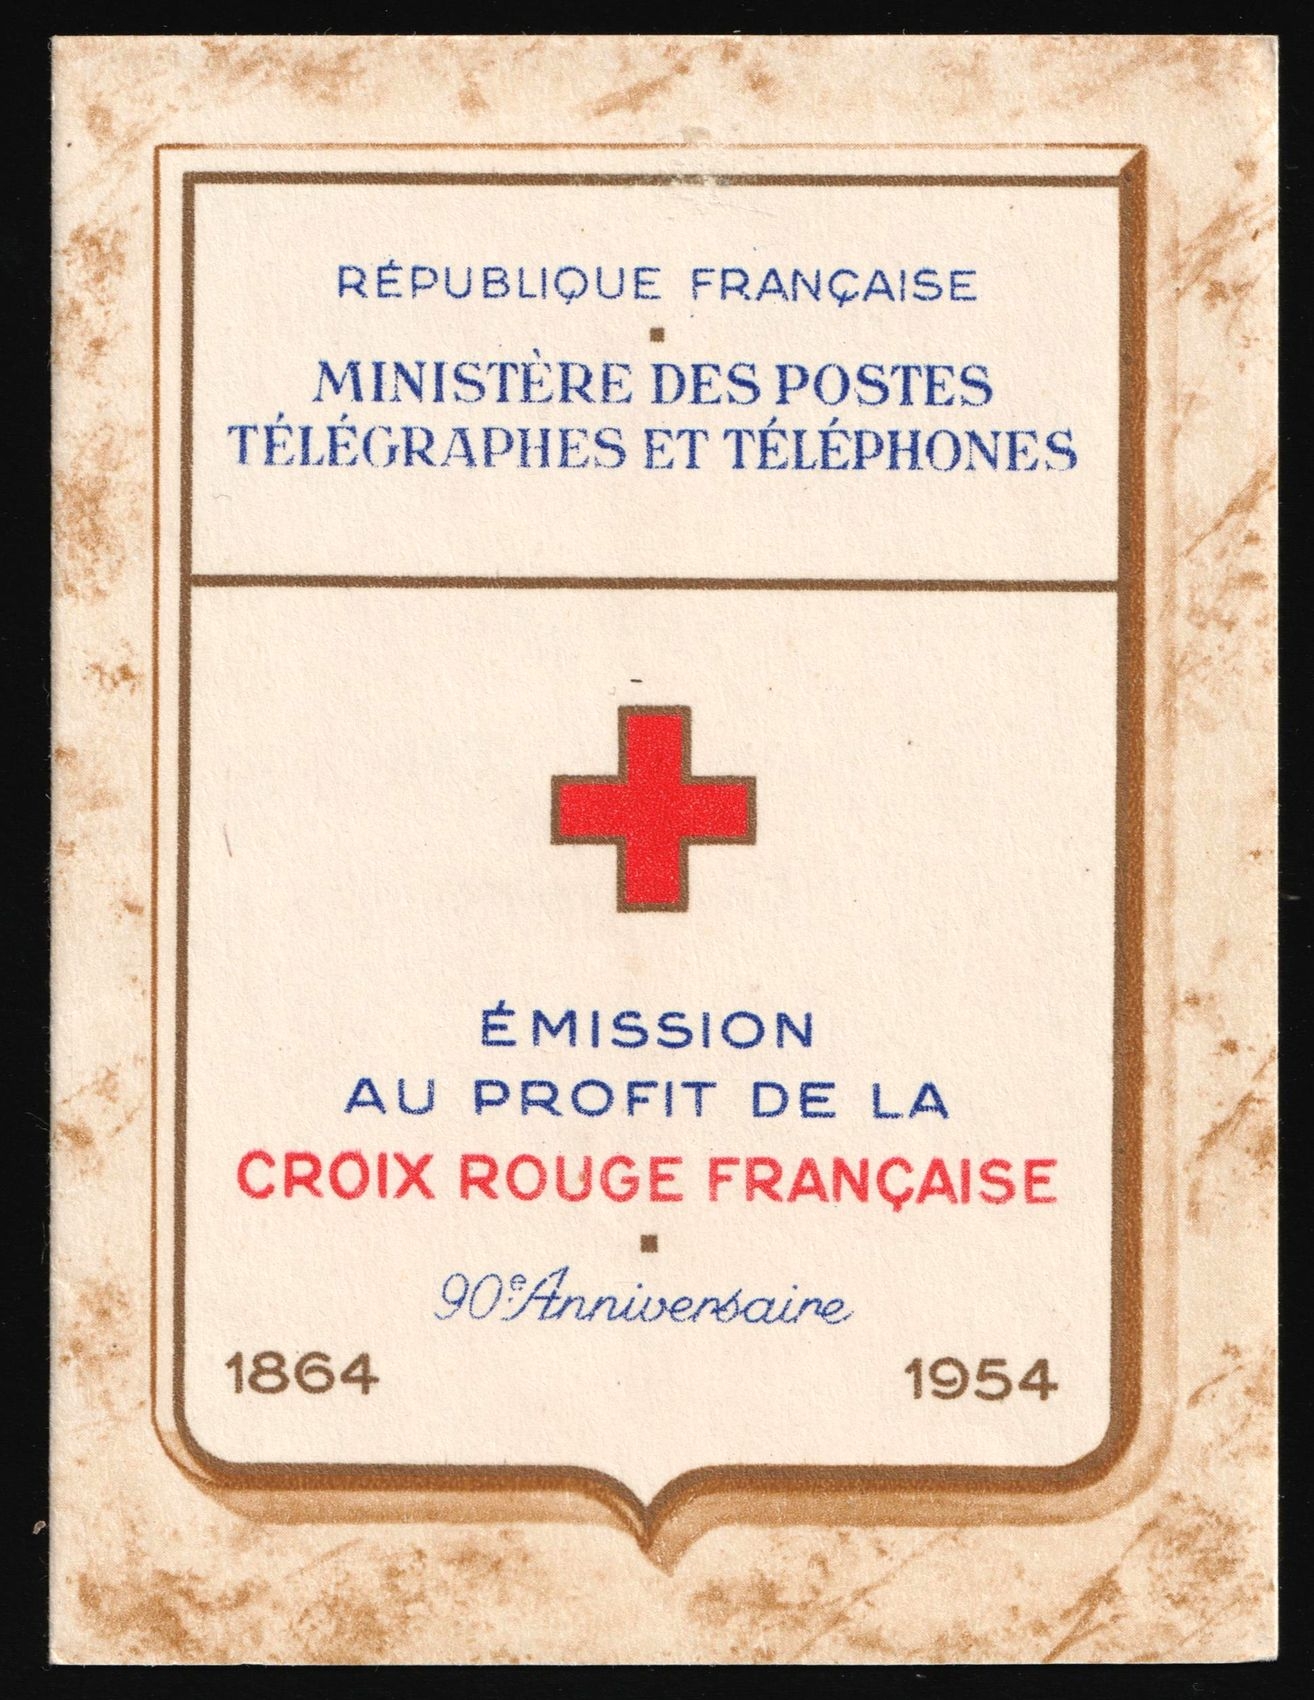 RÉPUBLIQUE FRANÇAISE
MINISTÈRE DES POSTES
TÉLÉGRAPHES ET TÉLÉPHONES
ÉMISSION
AU PROFIT DE LA
CROIX ROUGE FRANÇAISE
90e Anniversaire
1864 1954